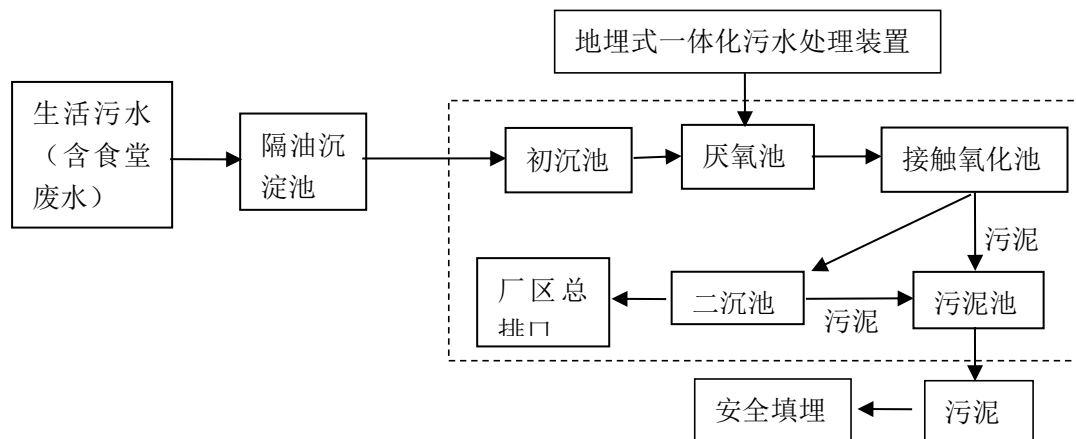 地埋式一体化污水处理装置
生活污水
（含食堂
废水）
隔油沉
淀池
初沉池
厌氧池
接触氧化池
污泥
厂区总
排口
二沉池
污泥
污泥池
安全填埋
污泥